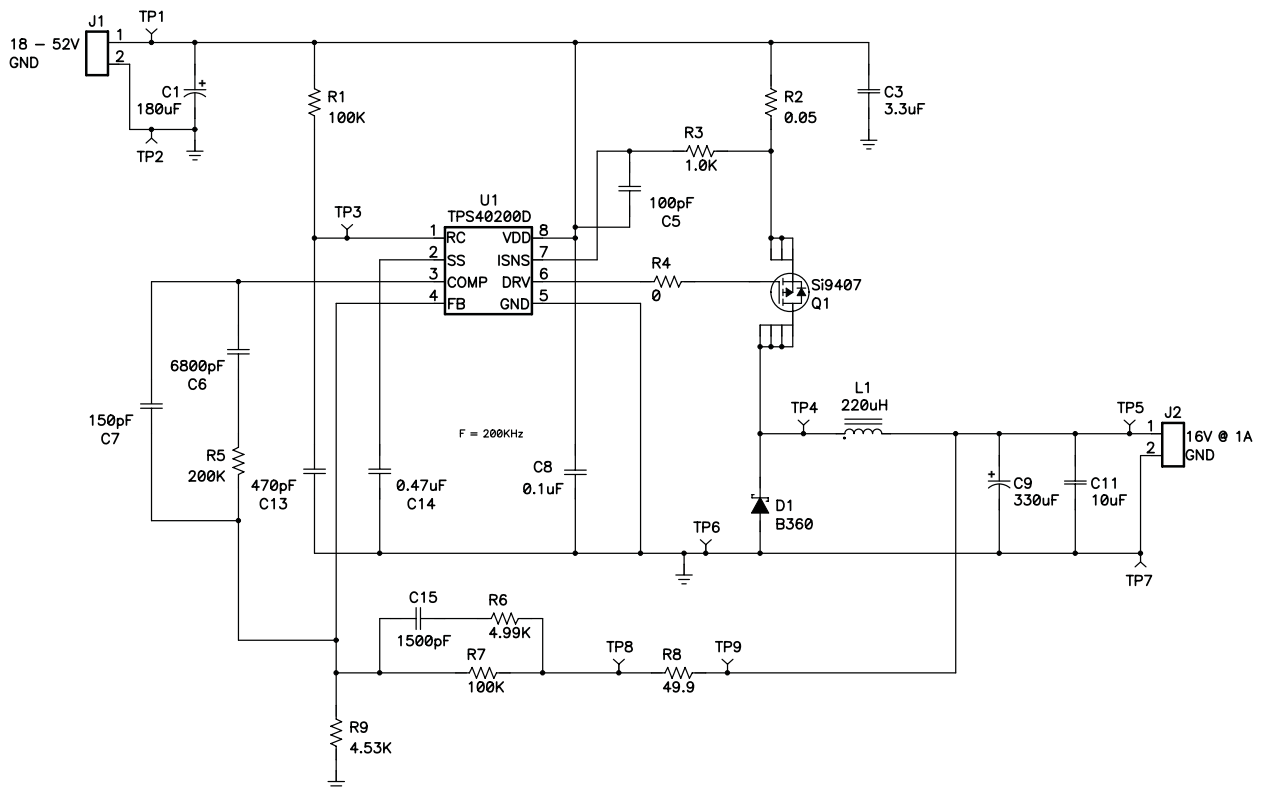 J1
TP1
18 – 52V
1
GND
2
C1
+
180uF
TP2
R1
100K
R2
0.05
C3
3.3uF
R3
1.0K
100pF
C5
U1
TPS40200D
TP3
1 RC VDD 8
2 SS ISNS 7
3 COMP DRV 6
4 FB GND 5
R4
0
Si9407
Q1
6800pF
C6
150pF
C7
R5
200K
470pF
C13
0.47uF
C14
F = 200KHz
C8
0.1uF
L1
220uH
TP4
TP5
J2
1
16V @ 1A
2
GND
D1
B360
+
C9
330uF
C11
10uF
TP6
TP7
C15
1500pF
R6
4.99K
R7
100K
TP8
R8
49.9
TP9
R9
4.53K